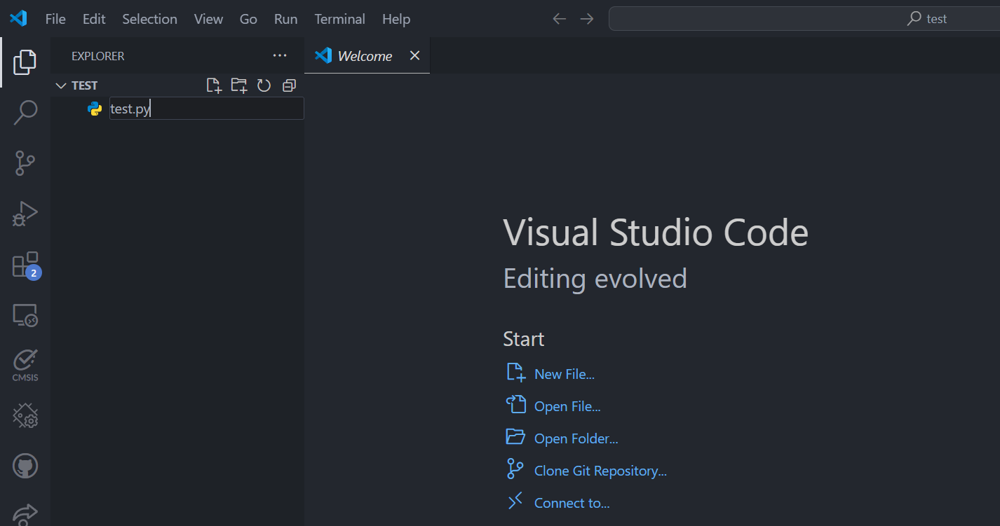 File Edit Selection View Go Run Terminal Help test
EXPLORER
Welcome
TEST
test.py
Visual Studio Code
Editing evolved
2
Start
CMSIS
New File...
Open File...
Open Folder...
Clone Git Repository...
Connect to...